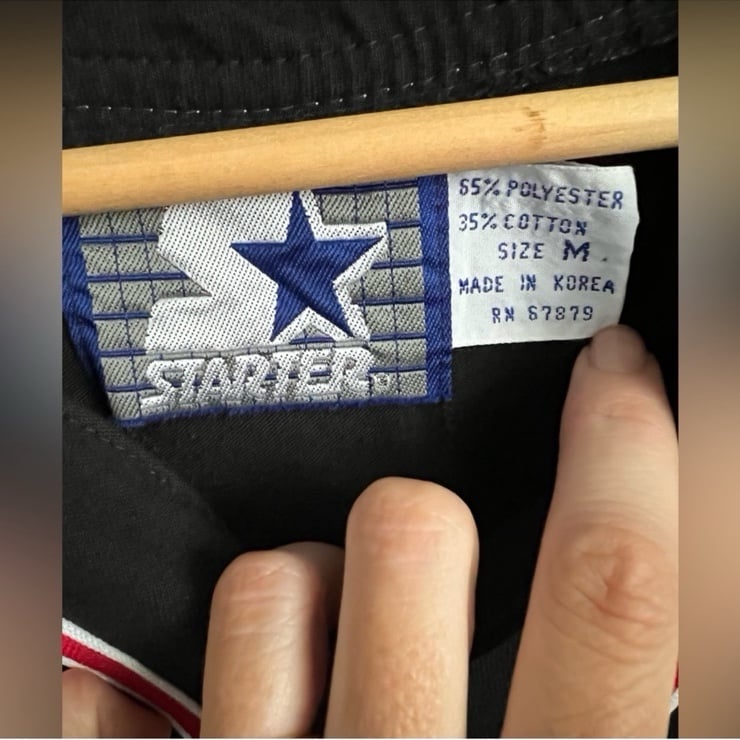 STARTER
65% POLYESTER
35% COTTON
SIZE M
MADE IN KOREA
RN 67879